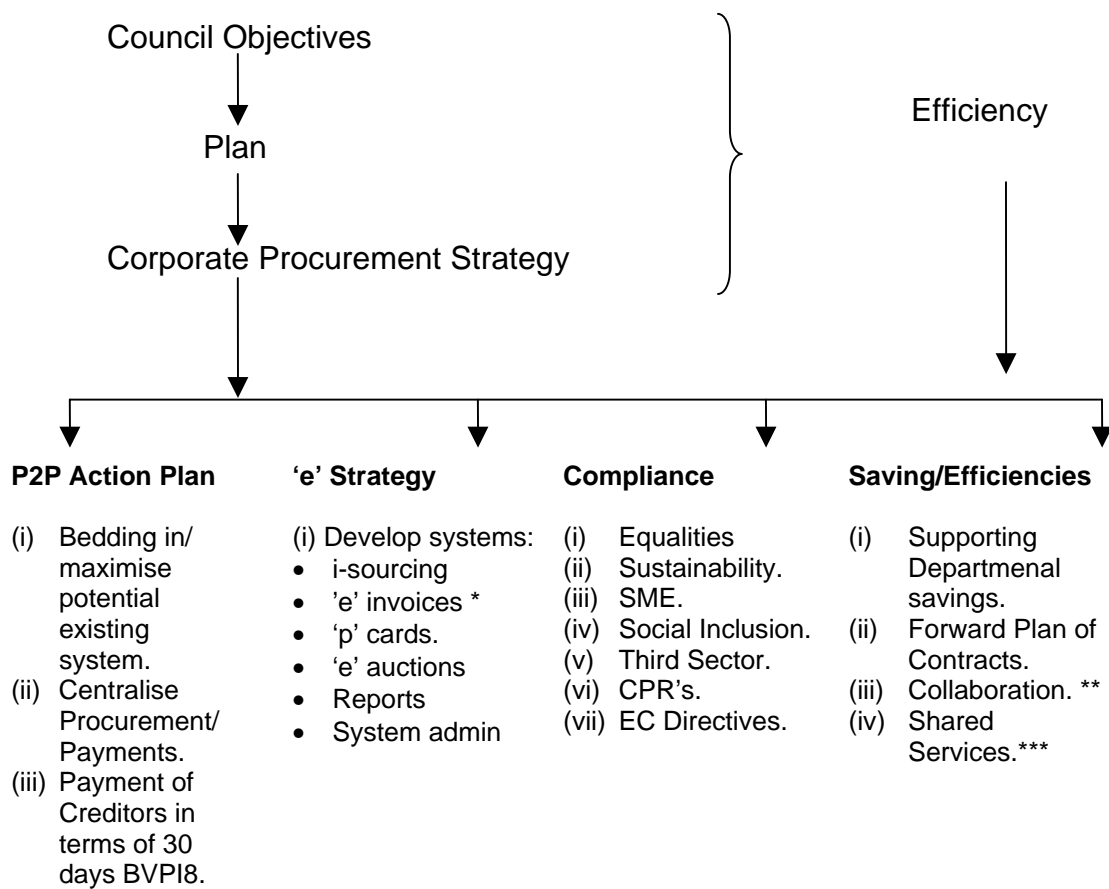 Council Objectives
Efficiency
Plan
Corporate Procurement Strategy
P2P Action Plan
(i) Bedding in/
maximise
potential
existing
system.
(ii) Centralise
Procurement/
Payments.
(iii) Payment of
Creditors in
terms of 30
days BVPI8.
‘e’ Strategy
(i) Develop systems:
• i-sourcing
• ’e’ invoices *
• ‘p’ cards.
• ‘e’ auctions
• Reports
• System admin
Compliance
(i) Equalities
(ii) Sustainability.
(iii) SME.
(iv) Social Inclusion.
(v) Third Sector.
(vi) CPR’s.
(vii) EC Directives.
Saving/Efficiencies
(i) Supporting
Departmenal
savings.
(ii) Forward Plan of
Contracts.
(iii) Collaboration. **
(iv) Shared
Services.***